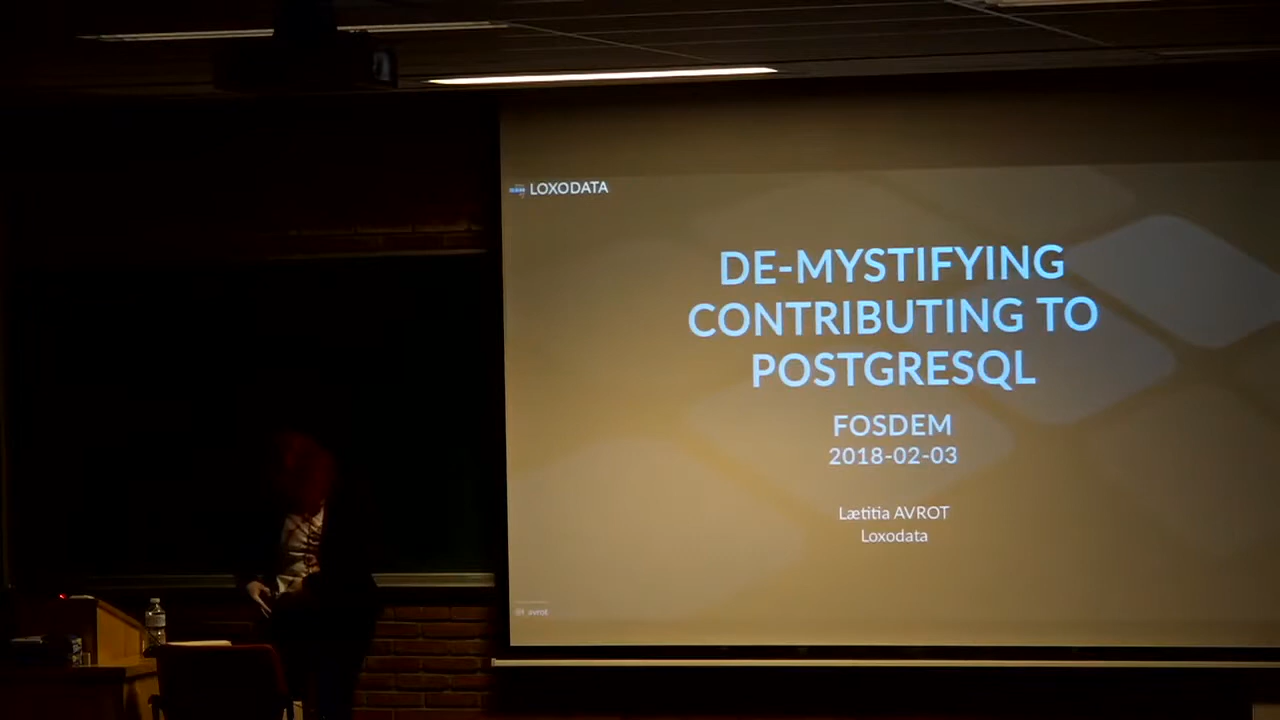 LOXODATA
DE-MYSTIFYING
CONTRIBUTING TO
POSTGRESQL
FOSDEM
2018-02-03
Lætitia AVROT
Loxodata